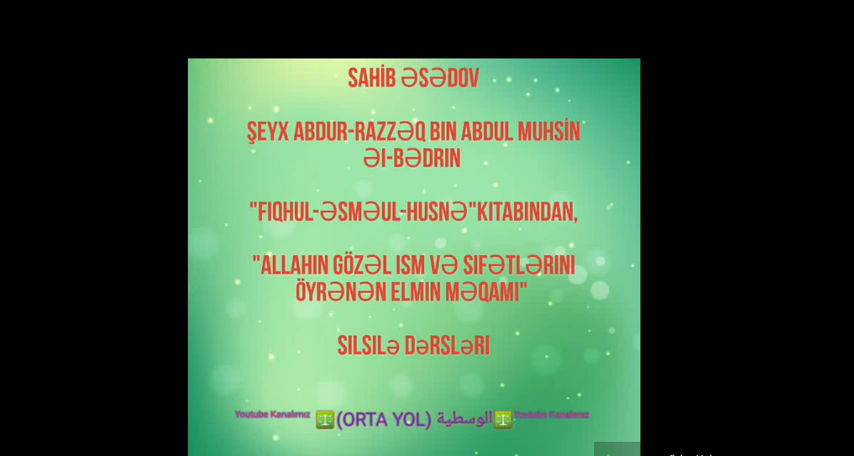 SAHİB ƏSƏDOV
ŞEYX ABDUR-RAZZƏQ BIN ABDUL MUHSİN
ƏI-BƏDRIN
"FIQHUL-ƏSMƏUL-HUSNƏ"KITABINDAN,
"ALLAHIN GÖZƏL ISM VƏ SIFƏTLƏRINI
ÖYRƏNƏN ELMIN MƏQAMI"
SILSILə DəRSLəRI
Youtube Kanalımız (ORTA YOL) الوسطية Youtube Kanalımız